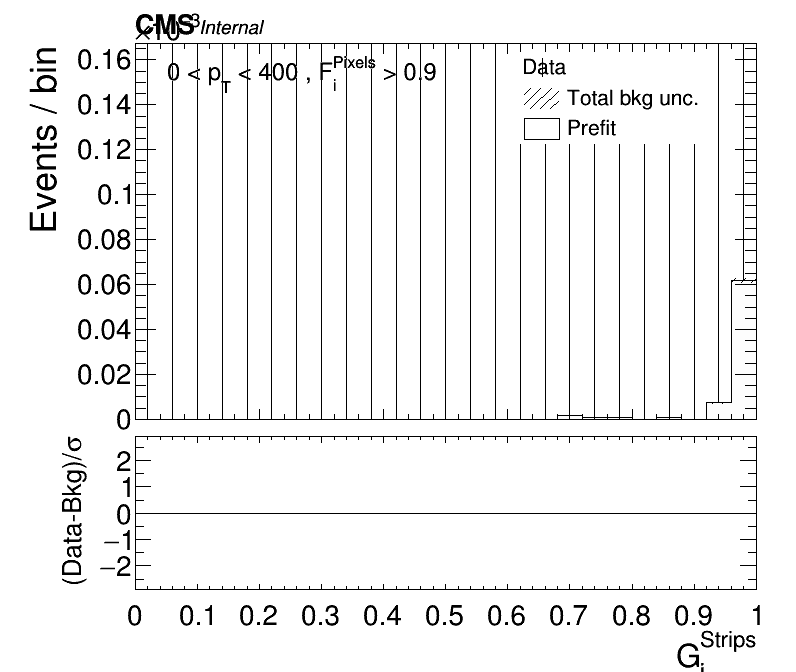 CMS Internal
×10^3
Events / bin
0 < p_T < 400 , F_i^Pixels > 0.9
Data
Total bkg unc.
Prefit
0.16
0.14
0.12
0.1
0.08
0.06
0.04
0.02
0
(Data-Bkg)/σ
2
1
0
−1
−2
0 0.1 0.2 0.3 0.4 0.5 0.6 0.7 0.8 0.9 1
G_i^Strips